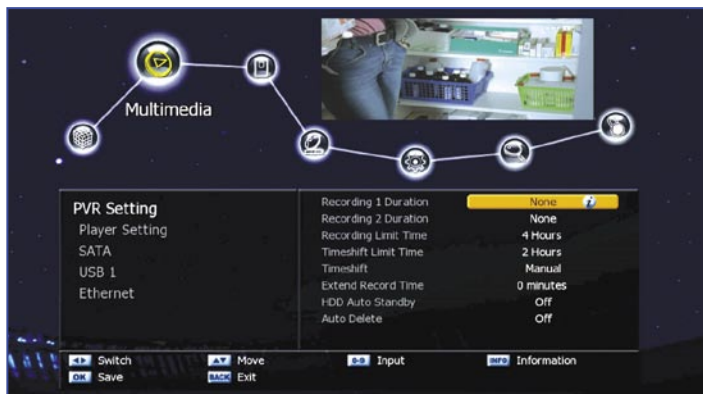 Multimedia
PVR Setting
Player Setting
SATA
USB 1
Ethernet
Recording 1 Duration None i
Recording 2 Duration None
Recording Limit Time 4 Hours
Timeshift Limit Time 2 Hours
Timeshift Manual
Extend Record Time 0 minutes
HDD Auto Standby Off
Auto Delete Off
Switch ▲▼ Move 0-9 Input INFO Information
OK Save BACK Exit